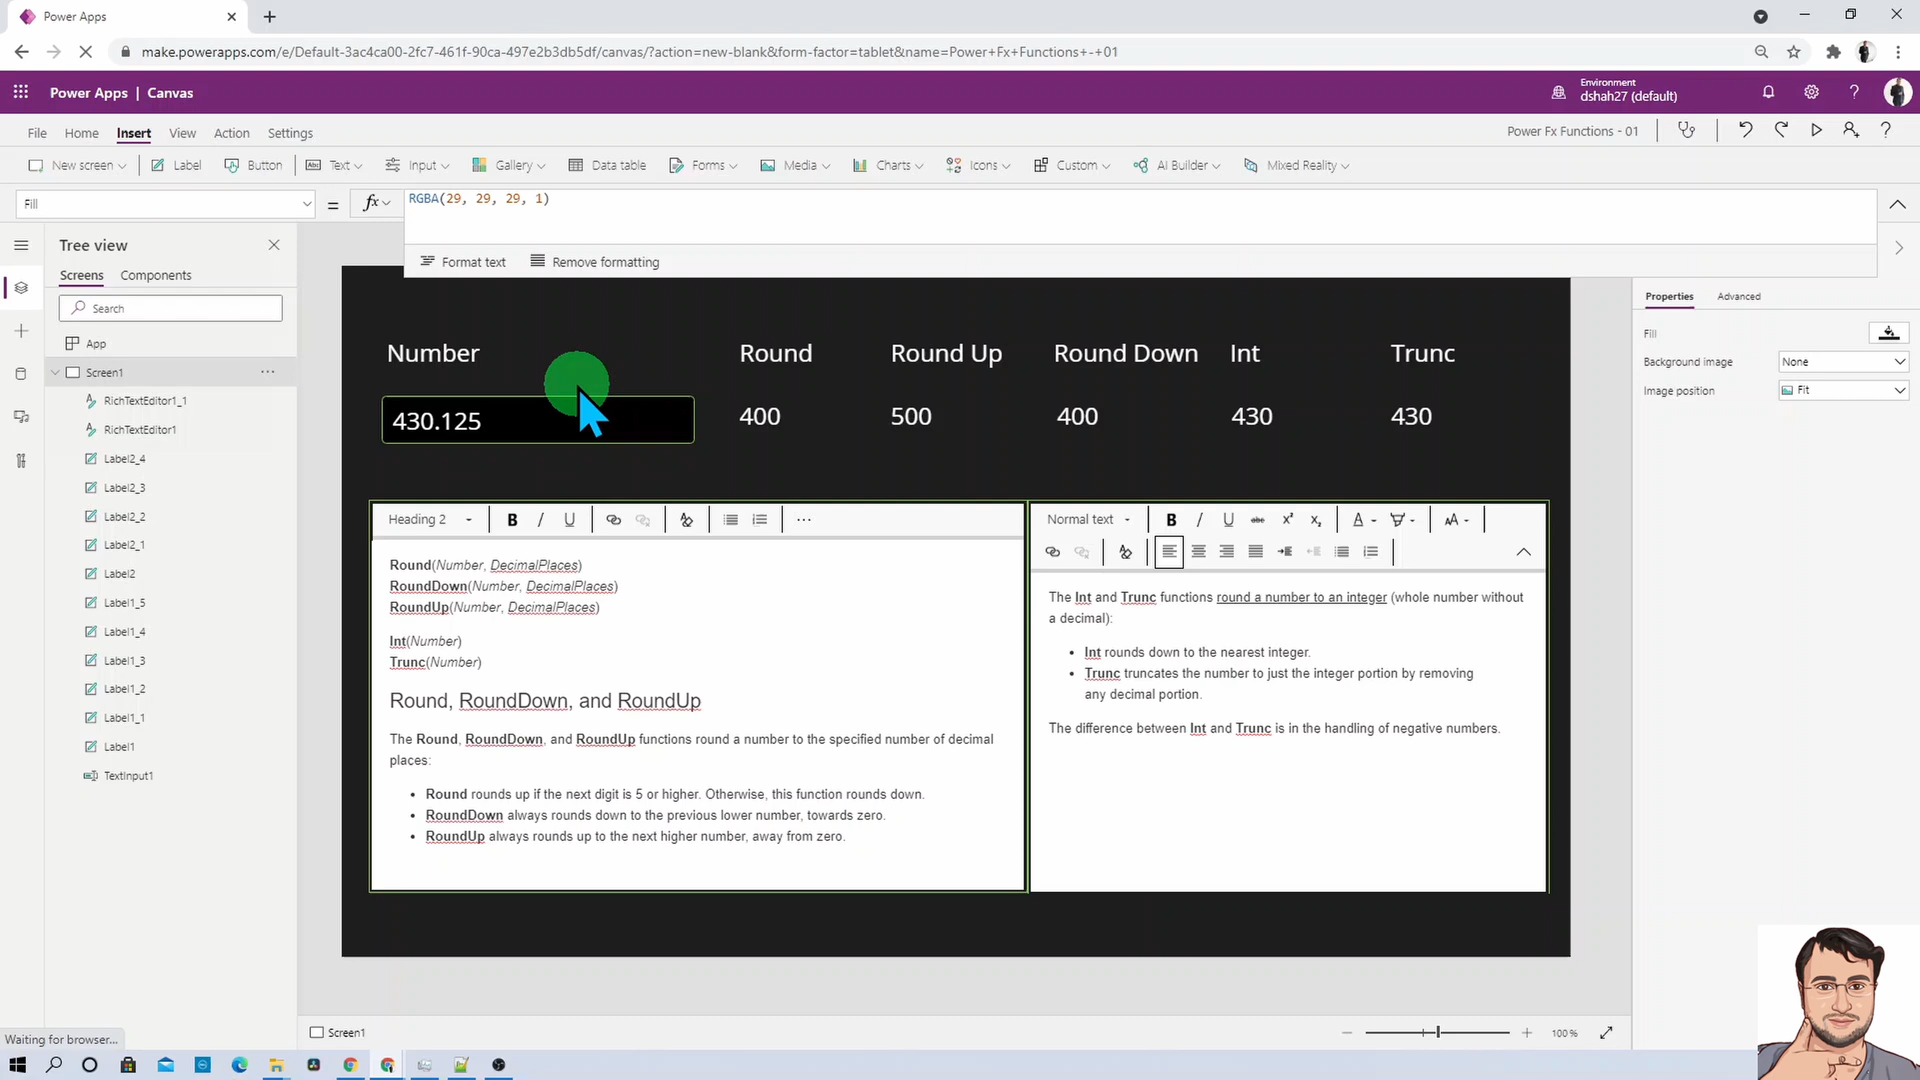 Power Apps
make.powerapps.com/e/Default-3ac4ca00-2fc7-461f-90ca-497e2b3db5df/canvas/?action=new-blank&form-factor=tablet&name=Power+Fx+Functions+-+01
Power Apps | Canvas
Environment
dshah27 (default)
File Home Insert View Action Settings
Power Fx Functions - 01
New screen Label Button Text Input Gallery Data table Forms Media Charts Icons Custom AI Builder Mixed Reality
Fill = fx RGBA(29, 29, 29, 1)
Format text Remove formatting
Tree view
Screens Components
Search
App
Screen1
RichTextEditor1_1
RichTextEditor1
Label2_4
Label2_3
Label2_2
Label2_1
Label2
Label1_5
Label1_4
Label1_3
Label1_2
Label1_1
Label1
TextInput1
Number Round Round Up Round Down Int Trunc
430.125 400 500 400 430 430
Heading 2
Round(Number, DecimalPlaces)
RoundDown(Number, DecimalPlaces)
RoundUp(Number, DecimalPlaces)
Int(Number)
Trunc(Number)
Round, RoundDown, and RoundUp
The Round, RoundDown, and RoundUp functions round a number to the specified number of decimal
places:
• Round rounds up if the next digit is 5 or higher. Otherwise, this function rounds down.
• RoundDown always rounds down to the previous lower number, towards zero.
• RoundUp always rounds up to the next higher number, away from zero.
Normal text
The Int and Trunc functions round a number to an integer (whole number without
a decimal):
• Int rounds down to the nearest integer.
• Trunc truncates the number to just the integer portion by removing
any decimal portion.
The difference between Int and Trunc is in the handling of negative numbers.
Properties Advanced
Fill
Background image None
Image position Fit
Screen1
100 %
Waiting for browser...